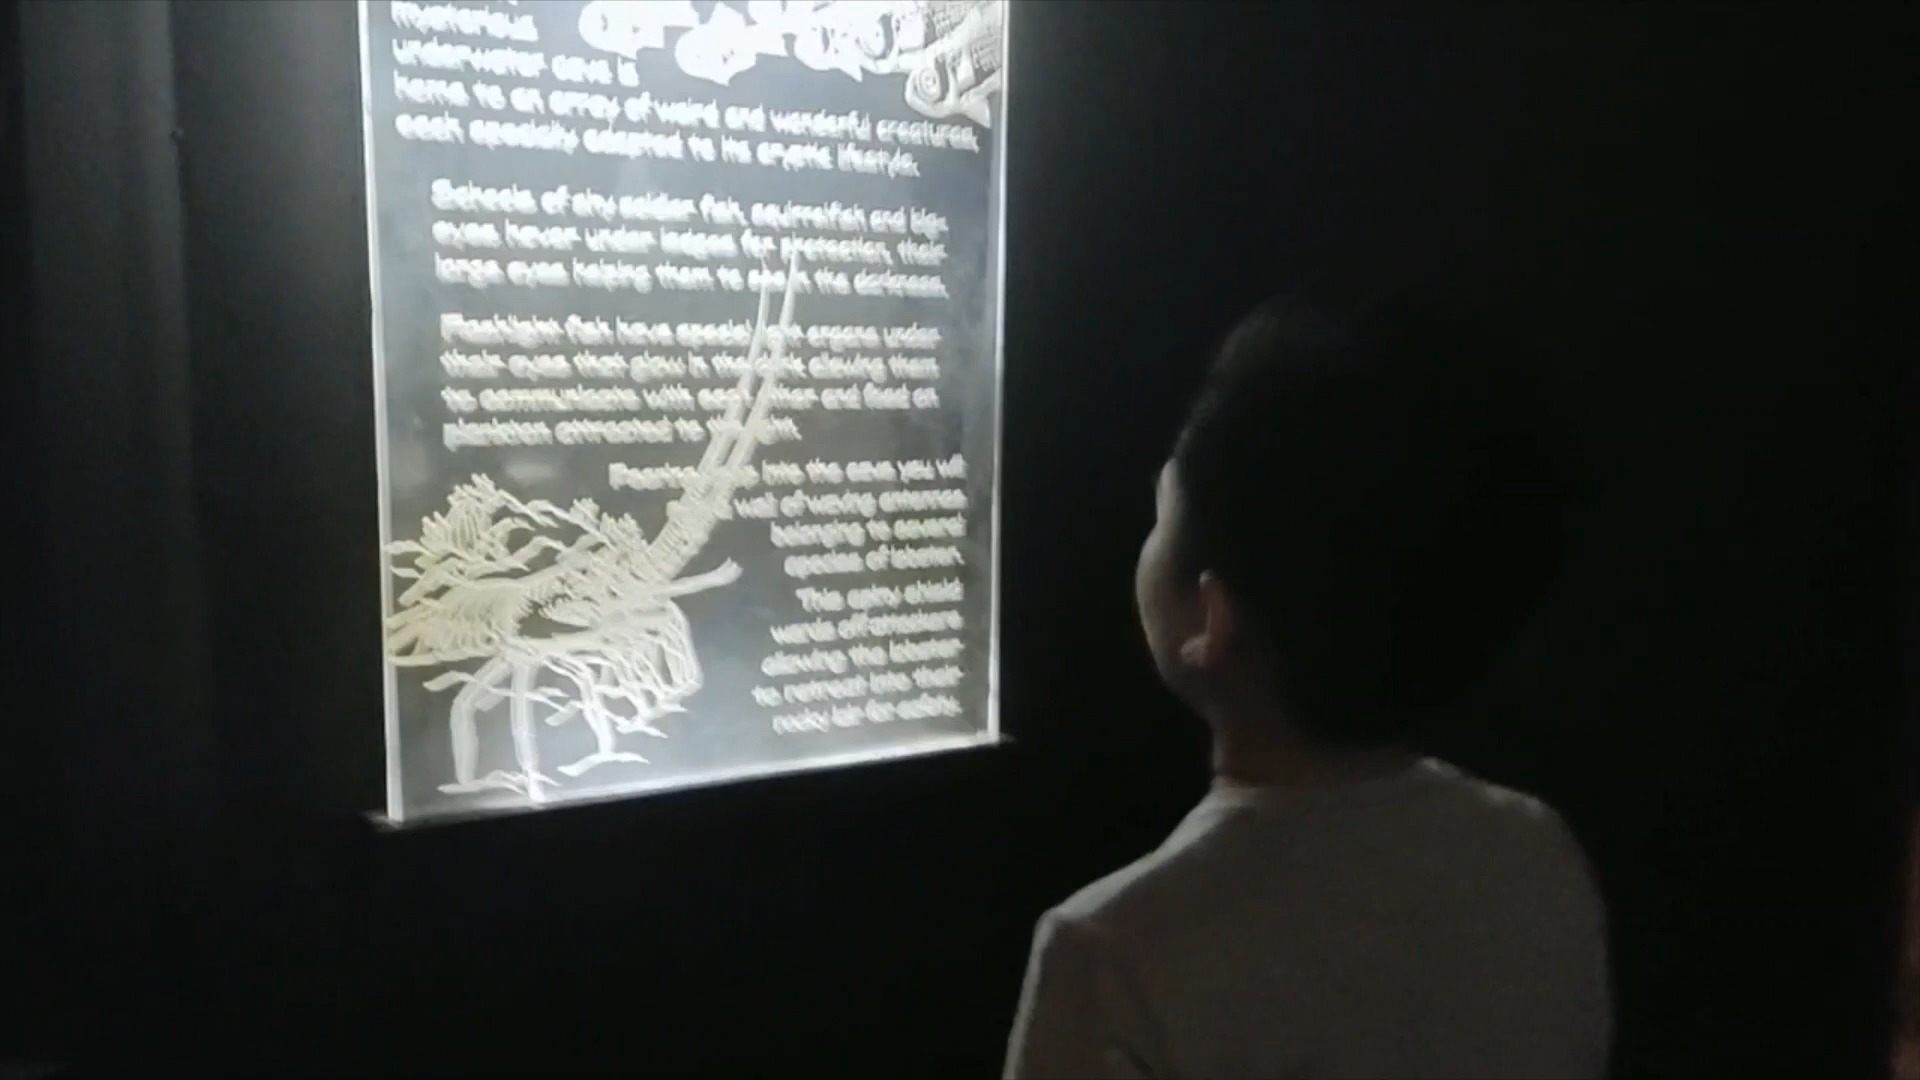 mysterious
underwater cave is
home to an array of weird and wonderful creatures,
each specially adapted to its cryptic lifestyle.
Schools of shy soldier fish, squirrelfish and big-
eyes hover under ledges for protection, their
large eyes helping them to see in the darkness.
Flashlight fish have special light organs under
their eyes that glow in the dark allowing them
to communicate with each other and feed on
plankton attracted to the light.
into the cave you will
wall of waving antennae
belonging to several
species of lobster.
This spiny shield
wards off attackers
allowing the lobster
to retreat into their
rocky lair for safety.